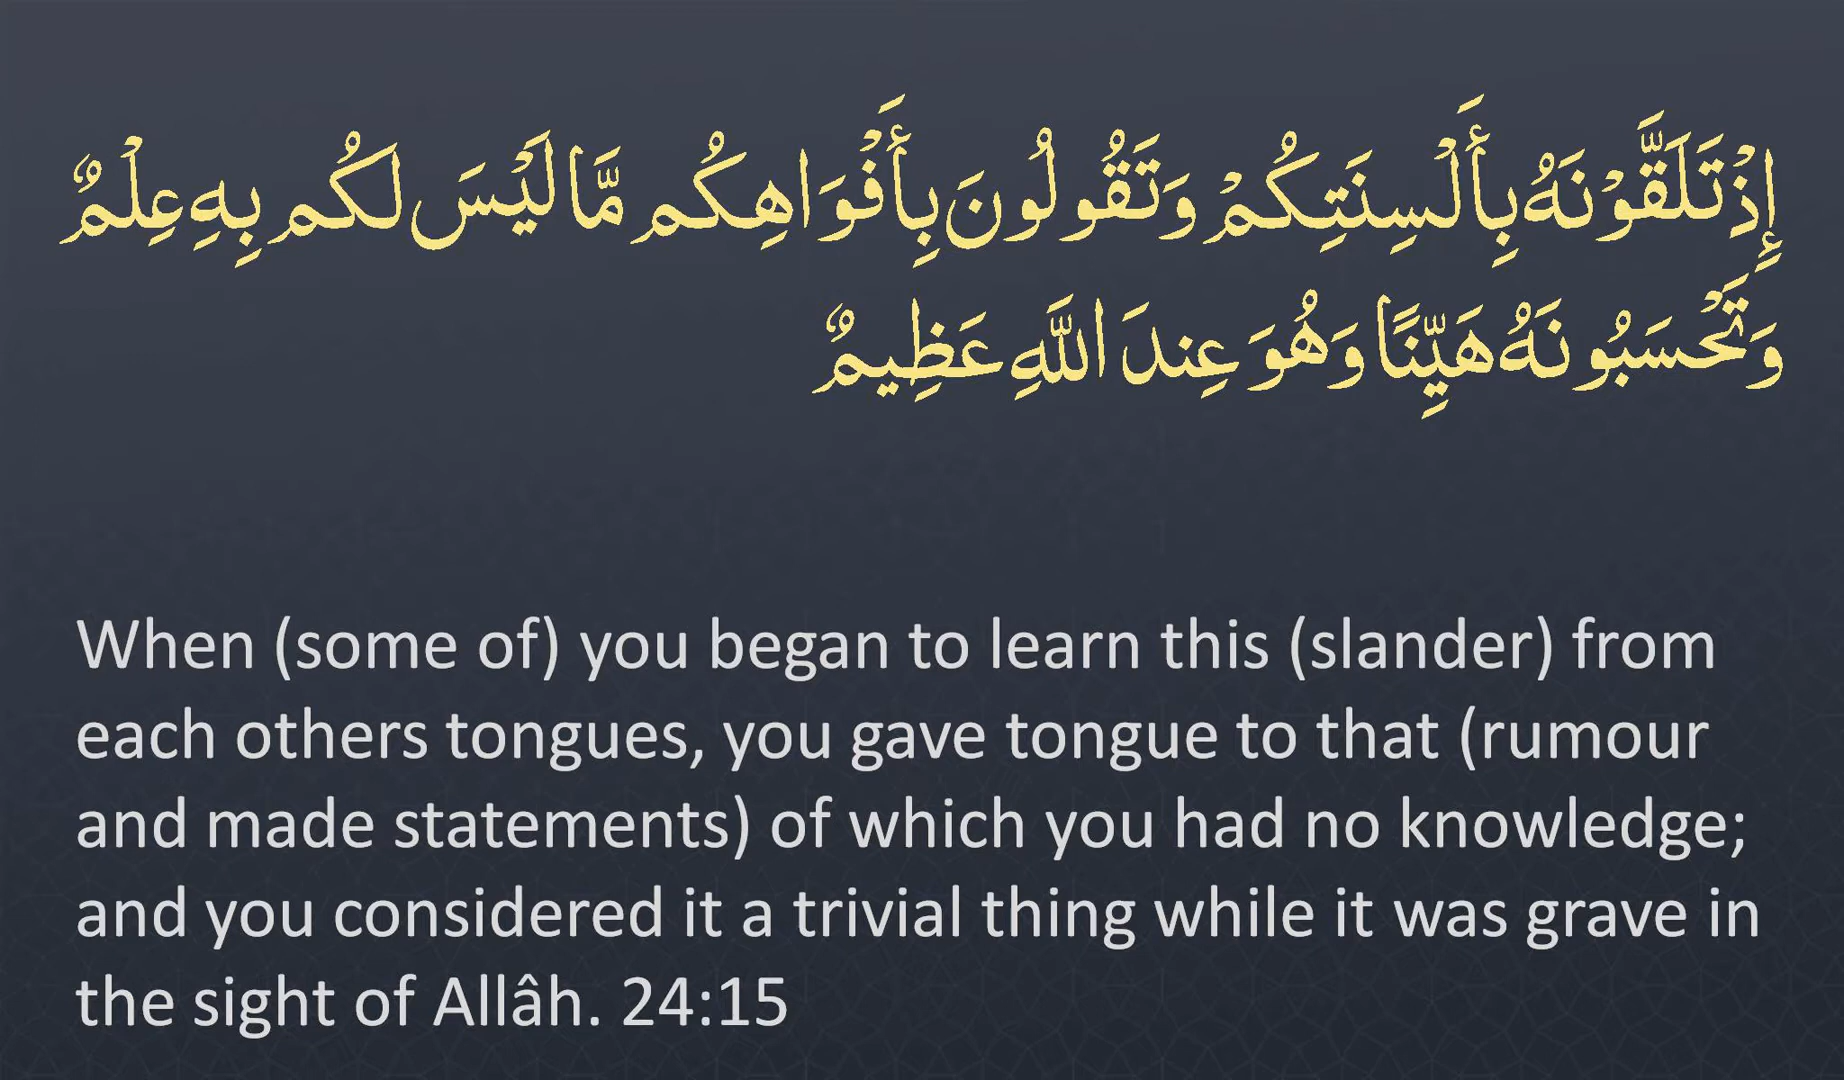 إِذْ تَلَقَّوْنَهُ بِأَلْسِنَتِكُمْ وَتَقُولُونَ بِأَفْوَاهِكُم مَّا لَيْسَ لَكُم بِهِ عِلْمٌ
وَتَحْسَبُونَهُ هَيِّنًا وَهُوَ عِندَ اللَّهِ عَظِيمٌ
When (some of) you began to learn this (slander) from
each others tongues, you gave tongue to that (rumour
and made statements) of which you had no knowledge;
and you considered it a trivial thing while it was grave in
the sight of Allâh. 24:15